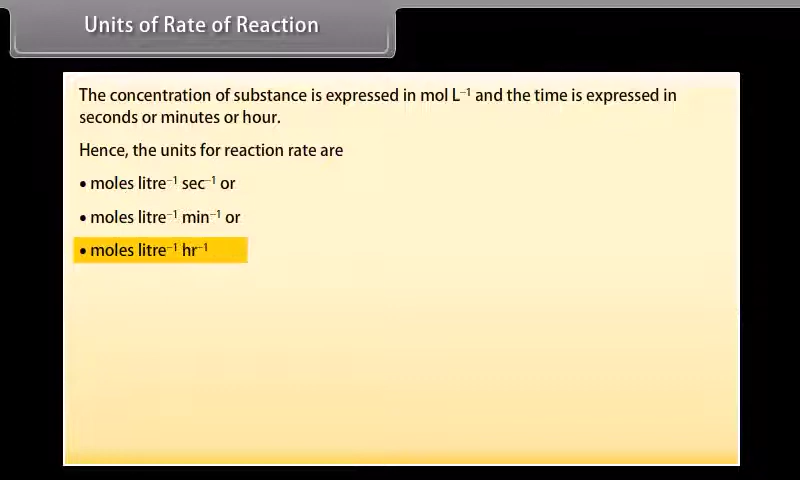 Units of Rate of Reaction
The concentration of substance is expressed in mol L⁻¹ and the time is expressed in
seconds or minutes or hour.
Hence, the units for reaction rate are
• moles litre⁻¹ sec⁻¹ or
• moles litre⁻¹ min⁻¹ or
• moles litre⁻¹ hr⁻¹